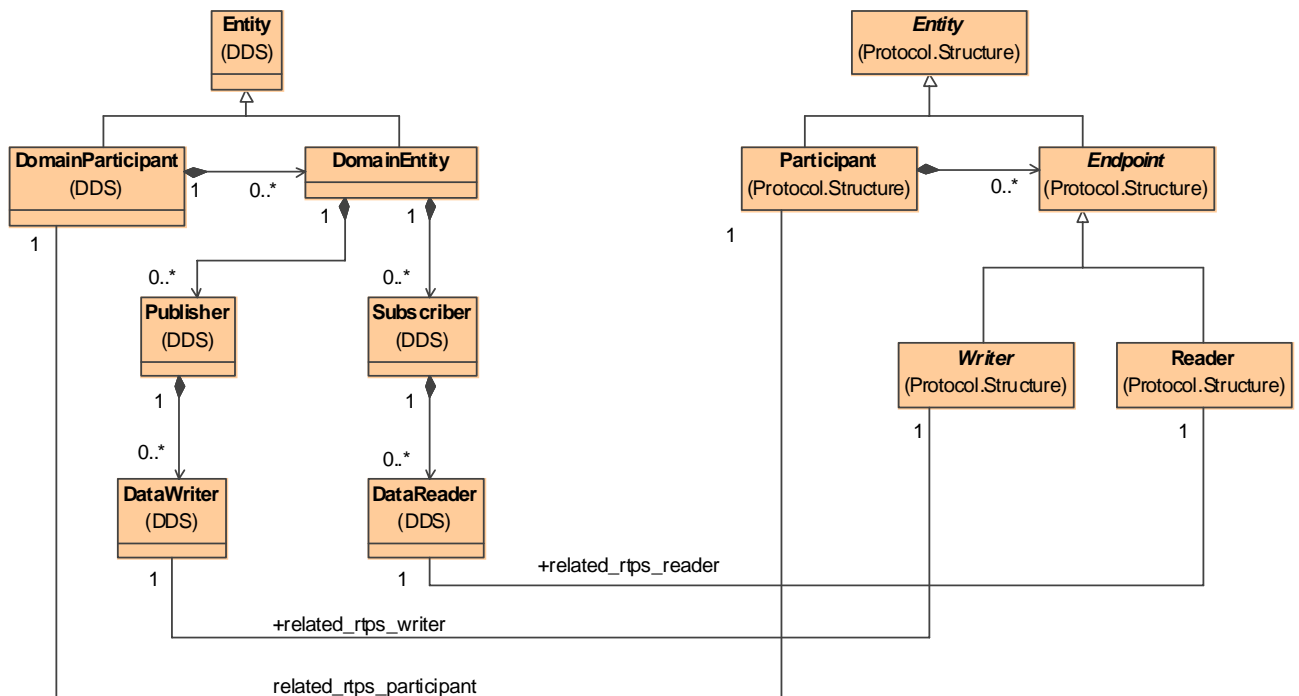 Entity
(DDS)
Entity
(Protocol.Structure)
DomainParticipant
(DDS)
1
0..*
DomainEntity
Participant
(Protocol.Structure)
0..*
Endpoint
(Protocol.Structure)
1
1
1
1
0..*
0..*
Publisher
(DDS)
Subscriber
(DDS)
Writer
(Protocol.Structure)
Reader
(Protocol.Structure)
1
1
1
1
0..*
0..*
DataWriter
(DDS)
DataReader
(DDS)
1
1
+related_rtps_reader
+related_rtps_writer
related_rtps_participant